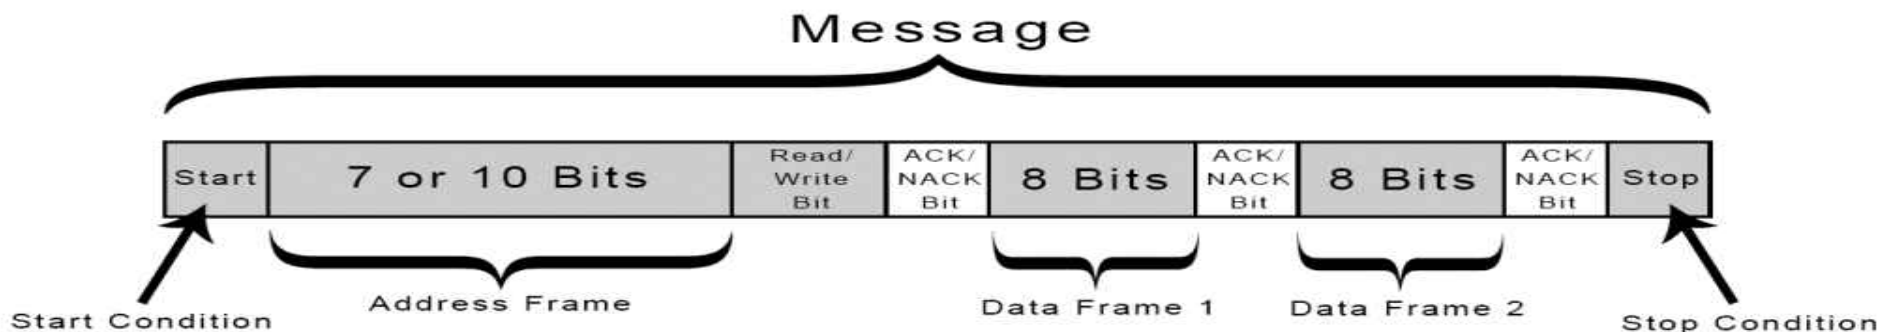 Message
Start
7 or 10 Bits
Read/
Write
Bit
ACK/
NACK
Bit
8 Bits
ACK/
NACK
Bit
8 Bits
ACK/
NACK
Bit
Stop
Start Condition
Address Frame
Data Frame 1
Data Frame 2
Stop Condition